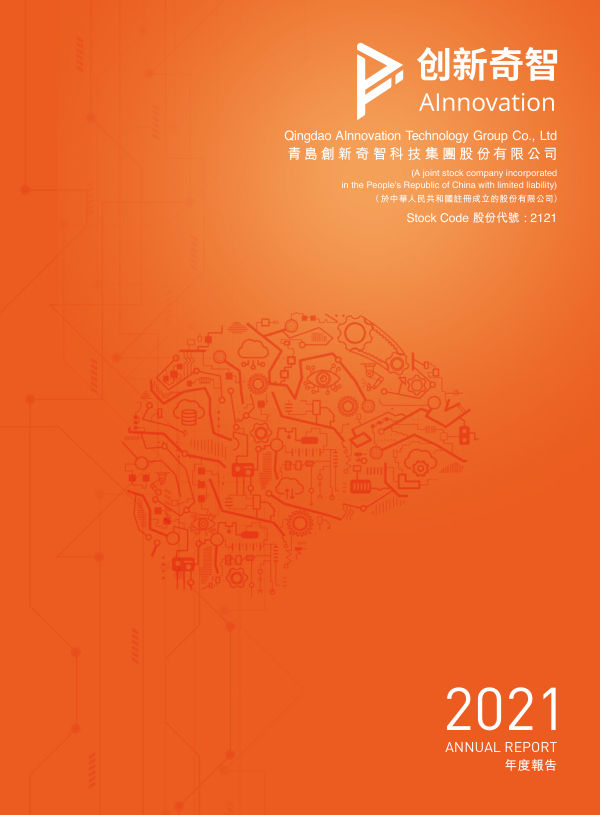 创新奇智
AInnovation
Qingdao AInnovation Technology Group Co., Ltd
青島創新奇智科技集團股份有限公司
(A joint stock company incorporated
in the People's Republic of China with limited liability)
（於中華人民共和國註冊成立的股份有限公司）
Stock Code 股份代號 : 2121
2021
ANNUAL REPORT
年度報告